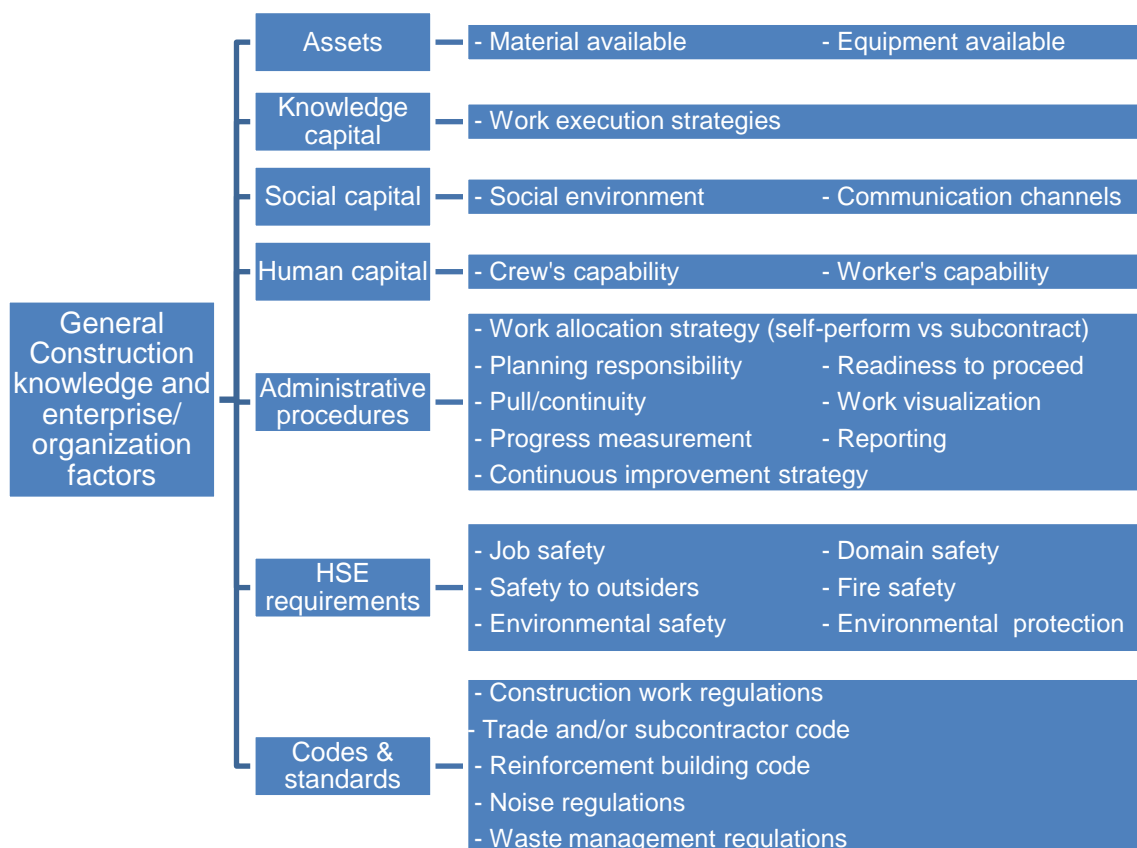 General
Construction
knowledge and
enterprise/
organization
factors
Assets
- Material available - Equipment available
Knowledge
capital
- Work execution strategies
Social capital
- Social environment - Communication channels
Human capital
- Crew's capability - Worker's capability
Administrative
procedures
- Work allocation strategy (self-perform vs subcontract)
- Planning responsibility - Readiness to proceed
- Pull/continuity - Work visualization
- Progress measurement - Reporting
- Continuous improvement strategy
HSE
requirements
- Job safety - Domain safety
- Safety to outsiders - Fire safety
- Environmental safety - Environmental  protection
Codes &
standards
- Construction work regulations
- Trade and/or subcontractor code
- Reinforcement building code
- Noise regulations
- Waste management regulations